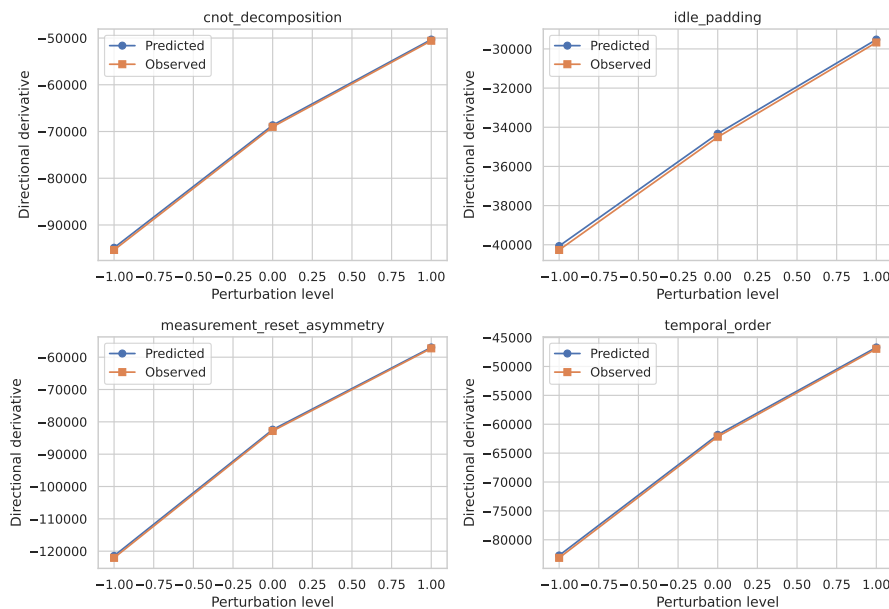 cnot_decomposition
Directional derivative
−50000
−60000
−70000
−80000
−90000
Predicted
Observed
−1.00 −0.75 −0.50 −0.25 0.00 0.25 0.50 0.75 1.00
Perturbation level
idle_padding
Directional derivative
−30000
−32000
−34000
−36000
−38000
−40000
Predicted
Observed
−1.00 −0.75 −0.50 −0.25 0.00 0.25 0.50 0.75 1.00
Perturbation level
measurement_reset_asymmetry
Directional derivative
−60000
−70000
−80000
−90000
−100000
−110000
−120000
Predicted
Observed
−1.00 −0.75 −0.50 −0.25 0.00 0.25 0.50 0.75 1.00
Perturbation level
temporal_order
Directional derivative
−45000
−50000
−55000
−60000
−65000
−70000
−75000
−80000
Predicted
Observed
−1.00 −0.75 −0.50 −0.25 0.00 0.25 0.50 0.75 1.00
Perturbation level